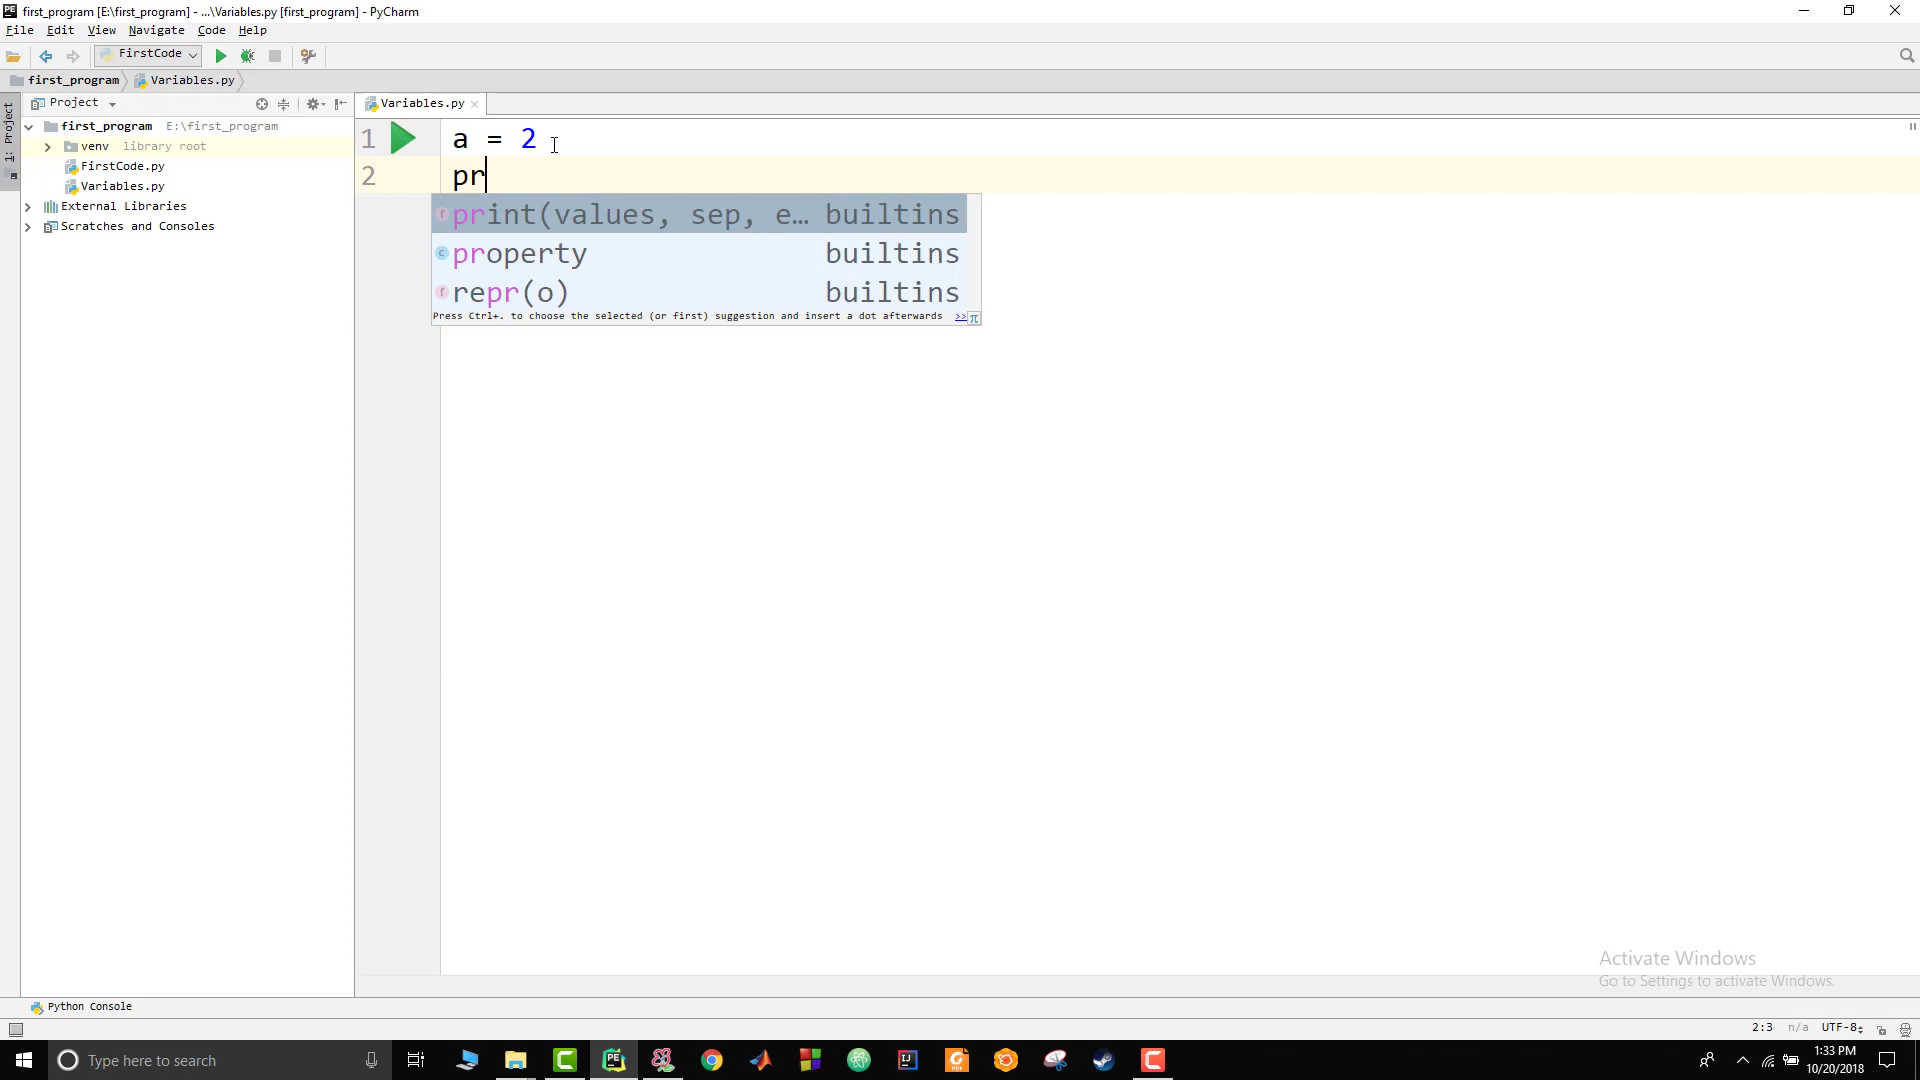 first_program [E:\first_program] - ...\Variables.py [first_program] - PyCharm
File Edit View Navigate Code Help
FirstCode
first_program Variables.py
Project
Variables.py
1: Project
first_program E:\first_program
venv library root
FirstCode.py
Variables.py
External Libraries
Scratches and Consoles
1 a = 2
2 pr
print(values, sep, e… builtins
property builtins
repr(o) builtins
Press Ctrl+. to choose the selected (or first) suggestion and insert a dot afterwards >> π
Activate Windows
Go to Settings to activate Windows.
Python Console
2:3 n/a UTF-8
Type here to search
1:33 PM
10/20/2018